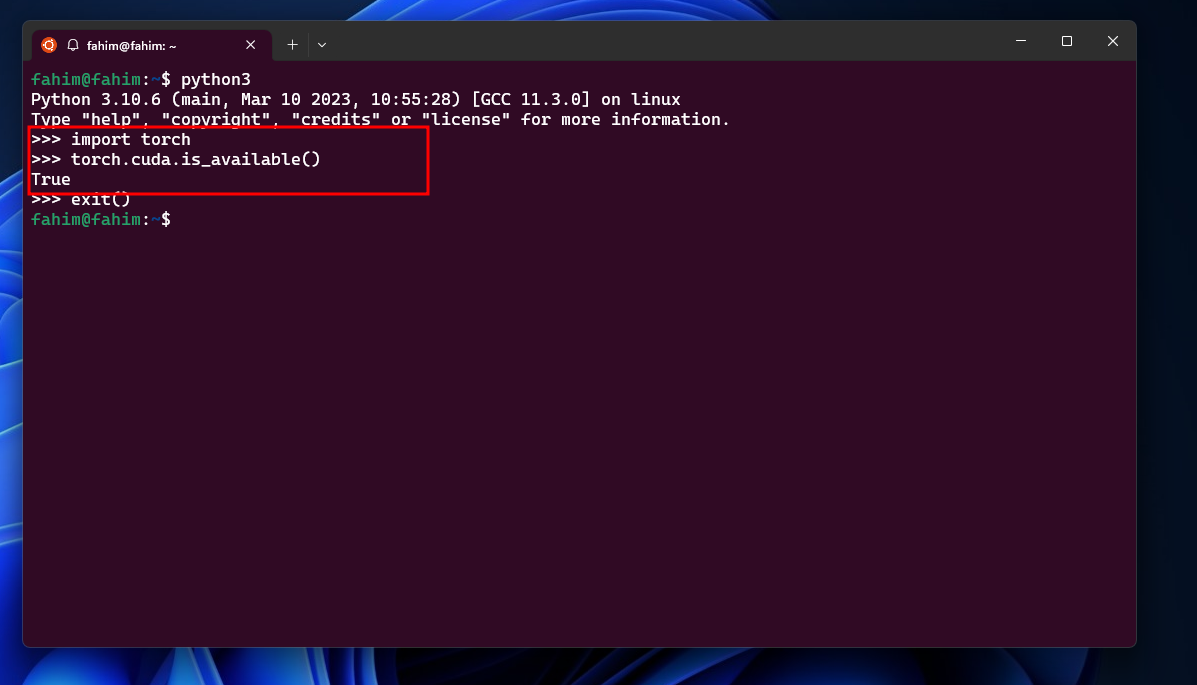 fahim@fahim: ~
fahim@fahim:~$ python3
Python 3.10.6 (main, Mar 10 2023, 10:55:28) [GCC 11.3.0] on linux
Type "help", "copyright", "credits" or "license" for more information.
>>> import torch
>>> torch.cuda.is_available()
True
>>> exit()
fahim@fahim:~$